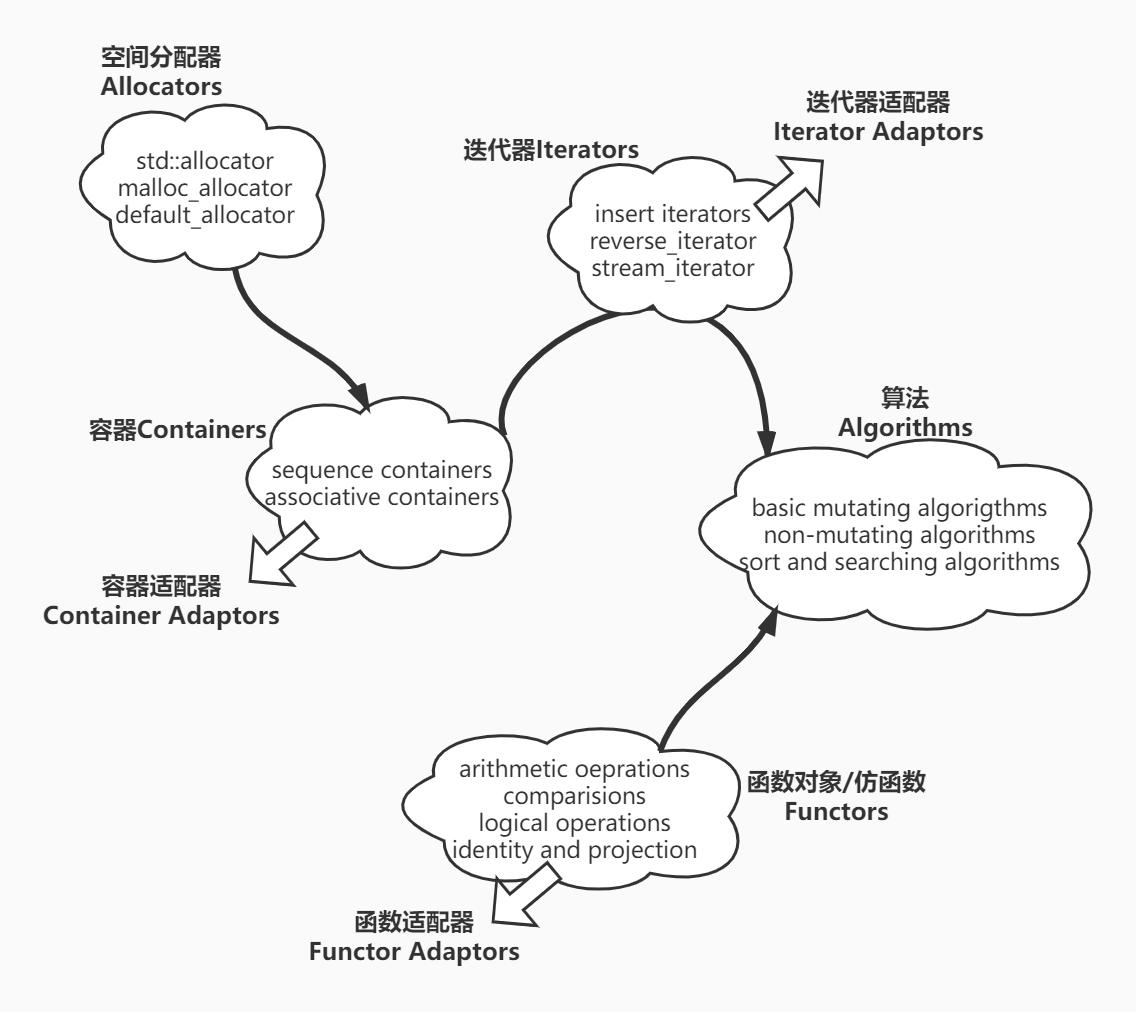 空间分配器
Allocators
std::allocator
malloc_allocator
default_allocator
迭代器适配器
Iterator Adaptors
迭代器Iterators
insert iterators
reverse_iterator
stream_iterator
容器Containers
sequence containers
associative containers
容器适配器
Container Adaptors
算法
Algorithms
basic mutating algorigthms
non-mutating algorithms
sort and searching algorithms
arithmetic oeprations
comparisions
logical operations
identity and projection
函数对象/仿函数
Functors
函数适配器
Functor Adaptors